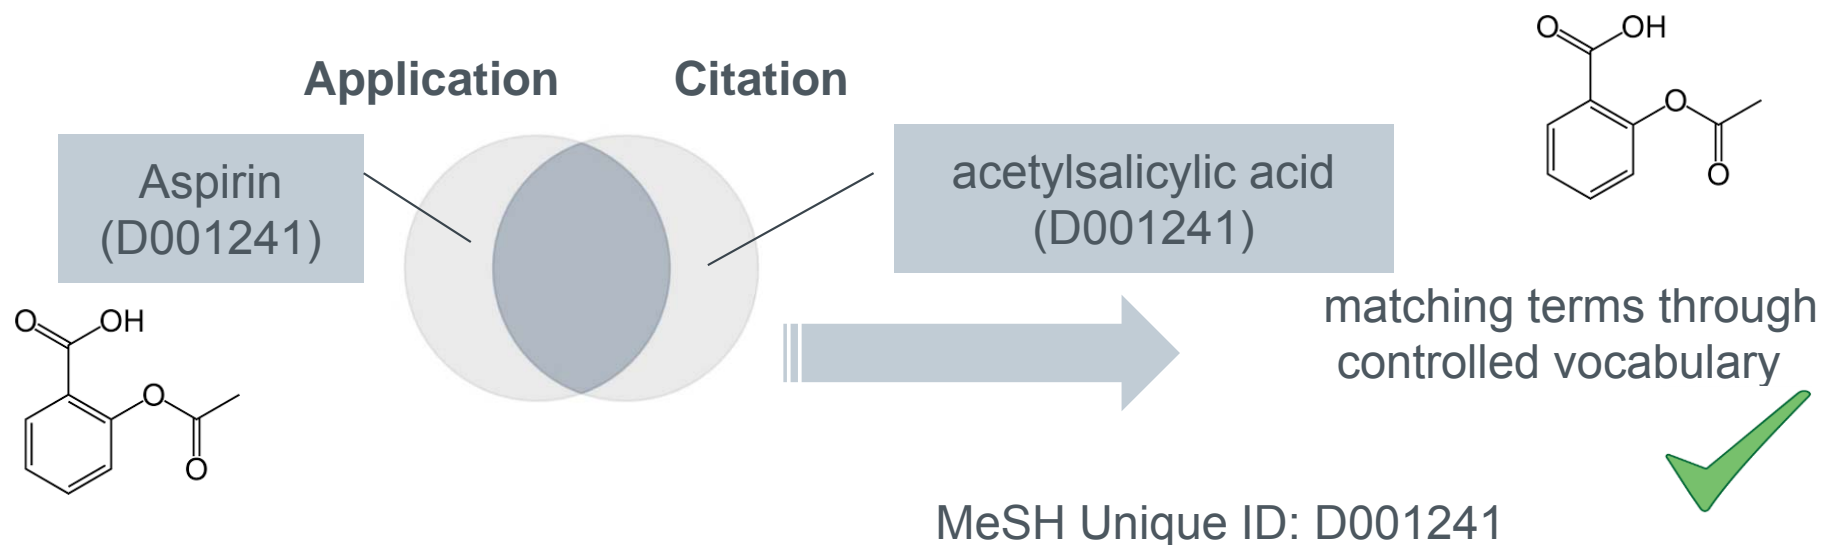 Application
Citation
Aspirin
(D001241)
acetylsalicylic acid
(D001241)
O
OH
O
O
O
OH
O
O
matching terms through
controlled vocabulary
MeSH Unique ID: D001241